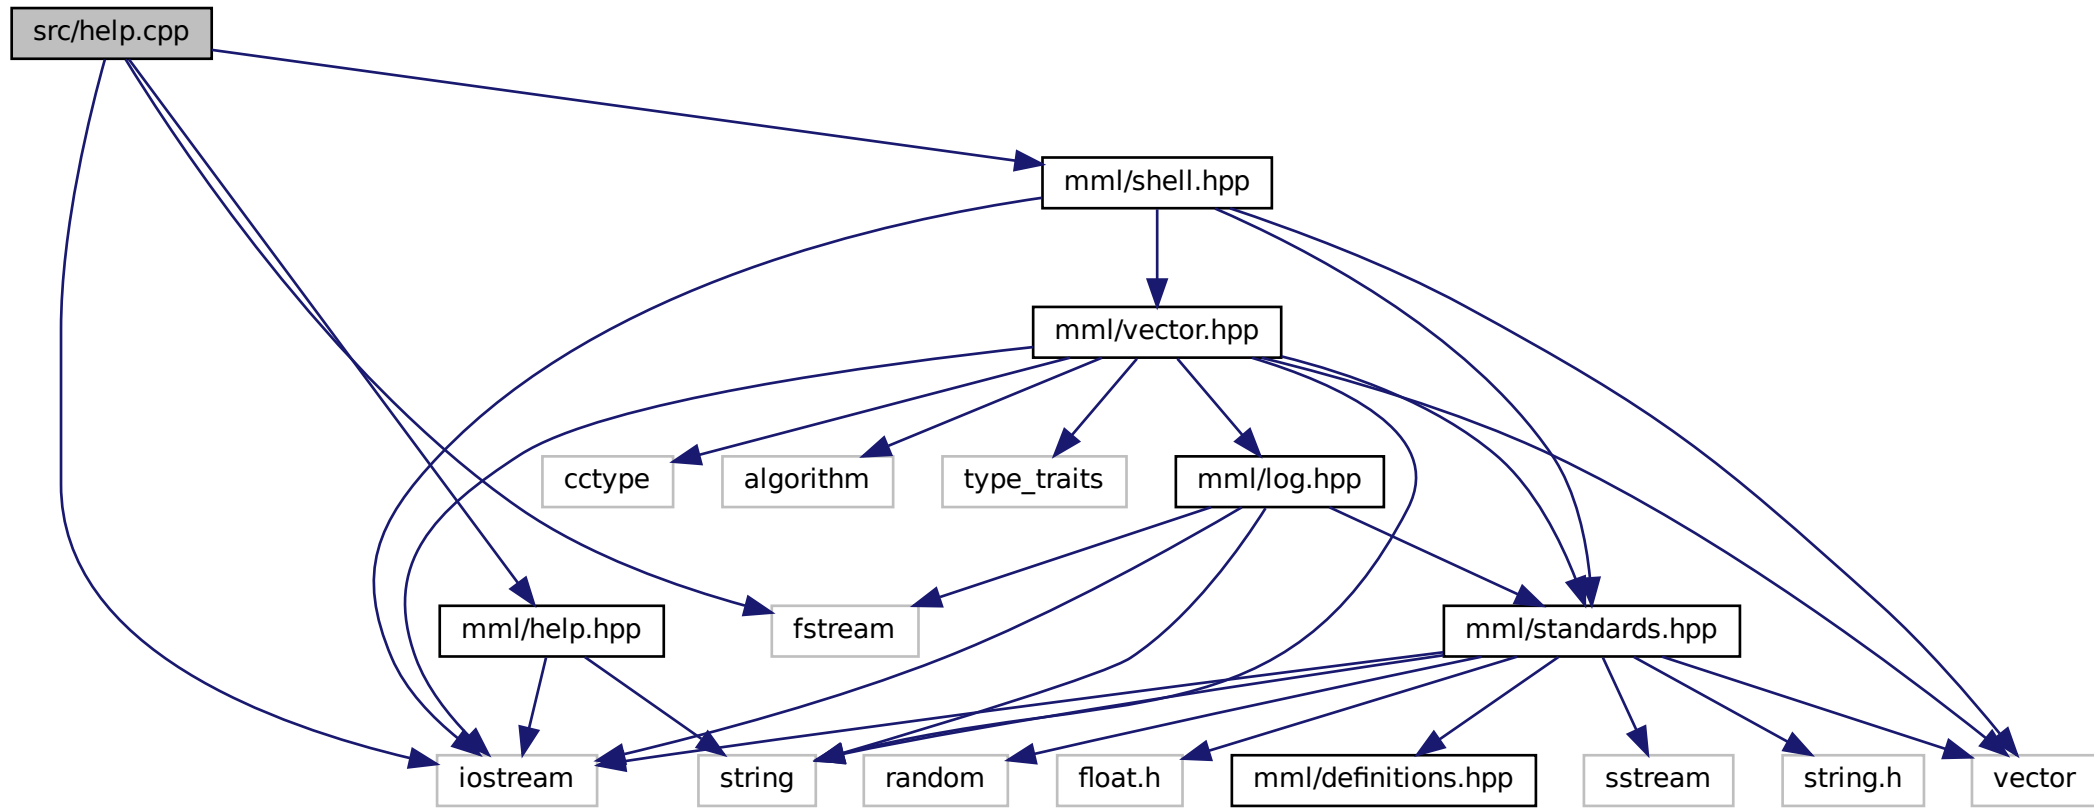 src/help.cpp
mml/shell.hpp
mml/vector.hpp
cctype
algorithm
type_traits
mml/log.hpp
mml/help.hpp
fstream
mml/standards.hpp
iostream
string
random
float.h
mml/definitions.hpp
sstream
string.h
vector